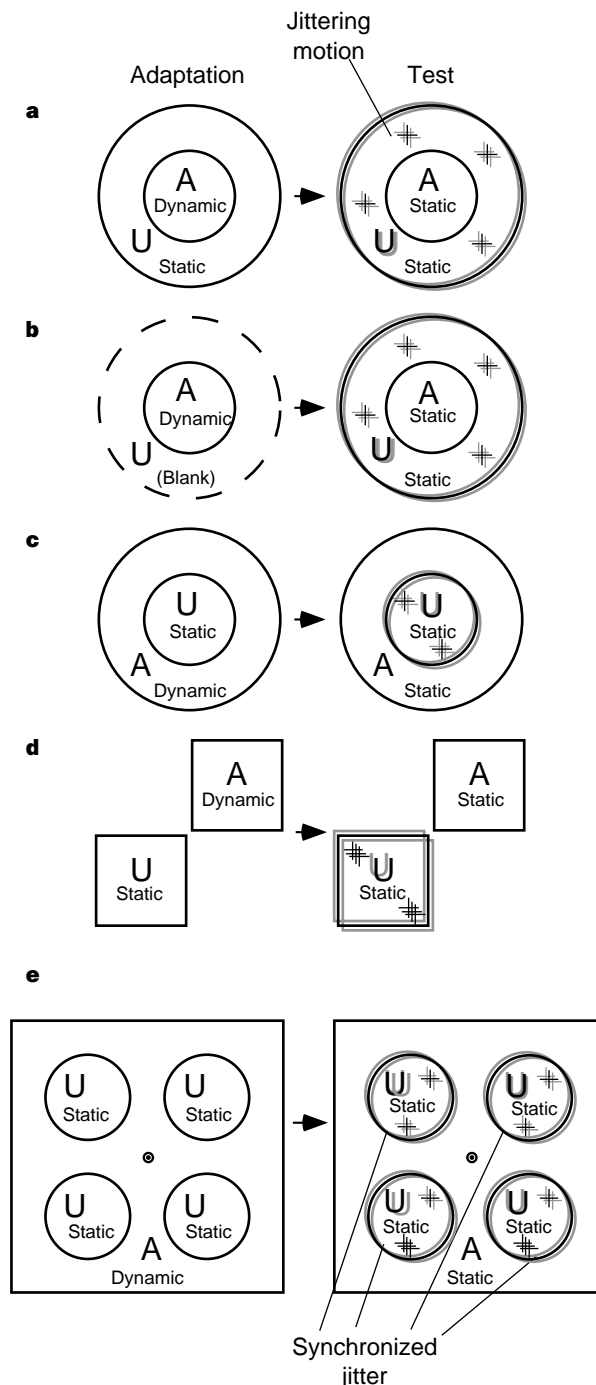 Jittering
motion
Adaptation Test
a
A A
Dynamic Static
U U
Static Static
b
A A
Dynamic Static
U U
(Blank) Static
c
U U
Static Static
A A
Dynamic Static
d
A A
Dynamic Static
U U
Static Static
e
U U U U
Static Static Static Static
U U U U
Static Static Static Static
A A
Dynamic Static
Synchronized
jitter